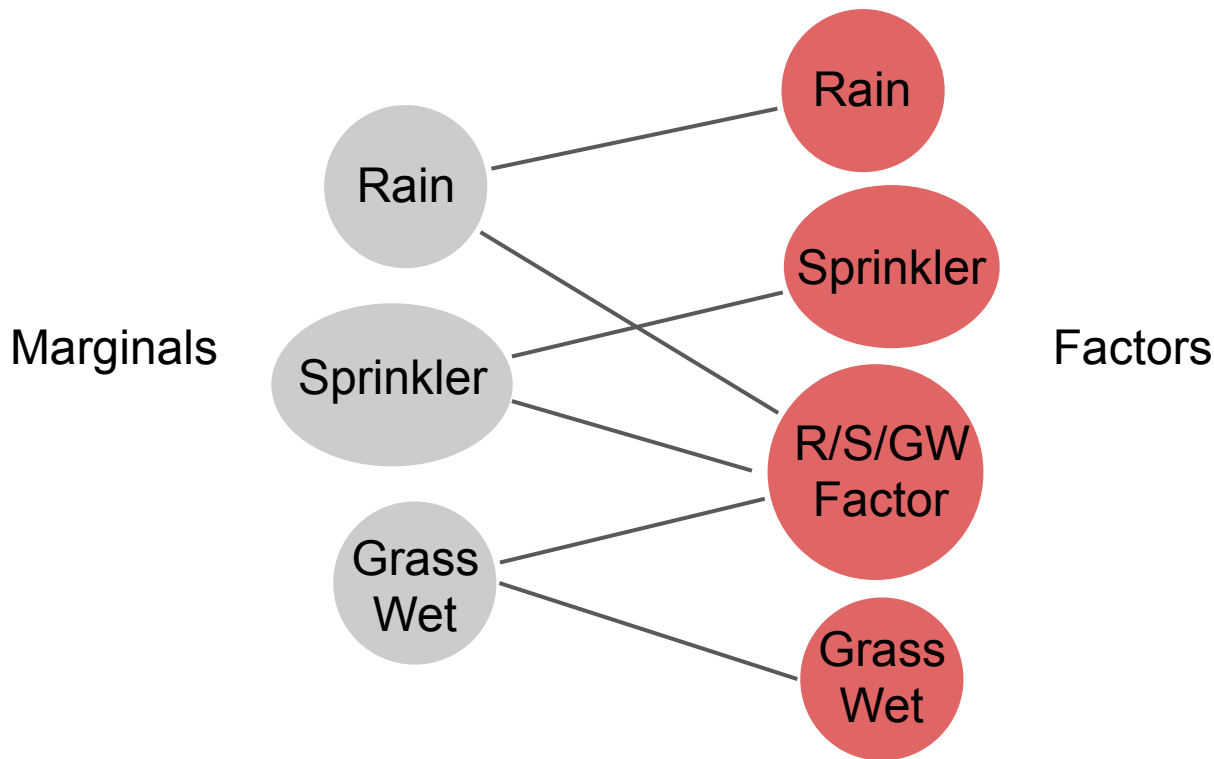 Marginals
Rain
Sprinkler
Grass
Wet
Rain
Sprinkler
R/S/GW
Factor
Grass
Wet
Factors